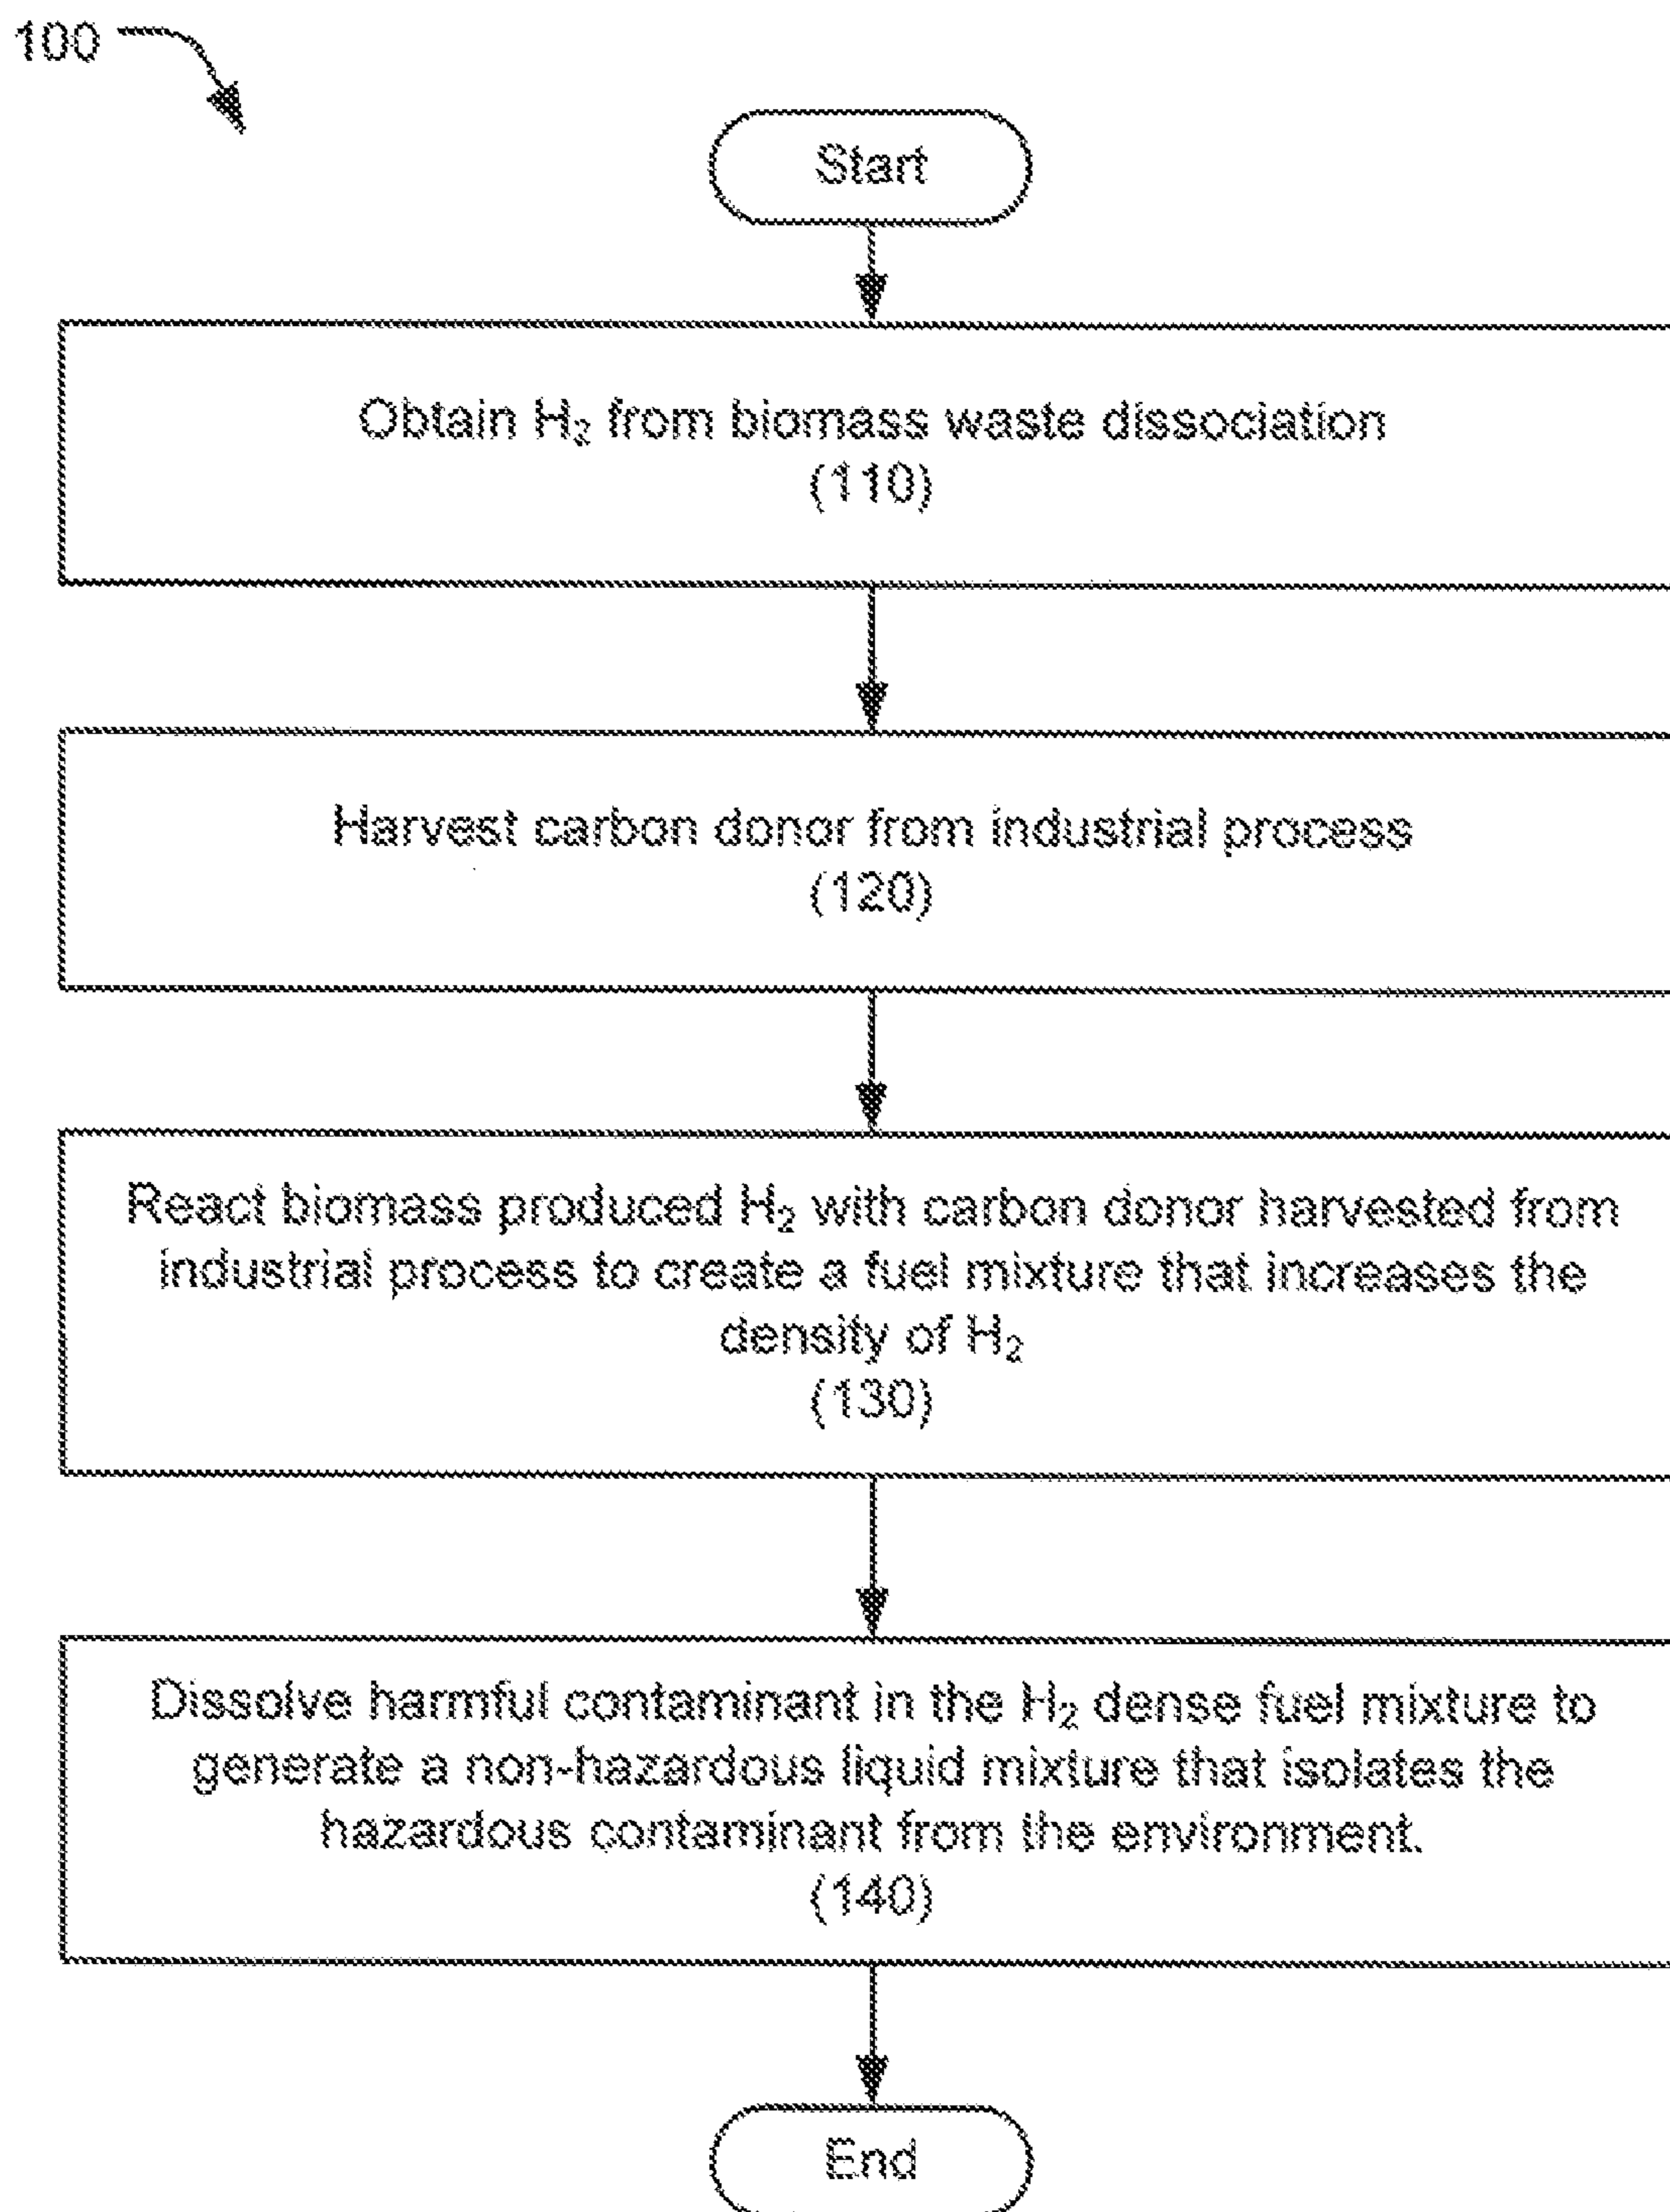 100
Start
Obtain H₂ from biomass waste dissociation
(110)
Harvest carbon donor from industrial process
(120)
React biomass produced H₂ with carbon donor harvested from
industrial process to create a fuel mixture that increases the
density of H₂
(130)
Dissolve harmful contaminant in the H₂ dense fuel mixture to
generate a non-hazardous liquid mixture that isolates the
hazardous contaminant from the environment.
(140)
End